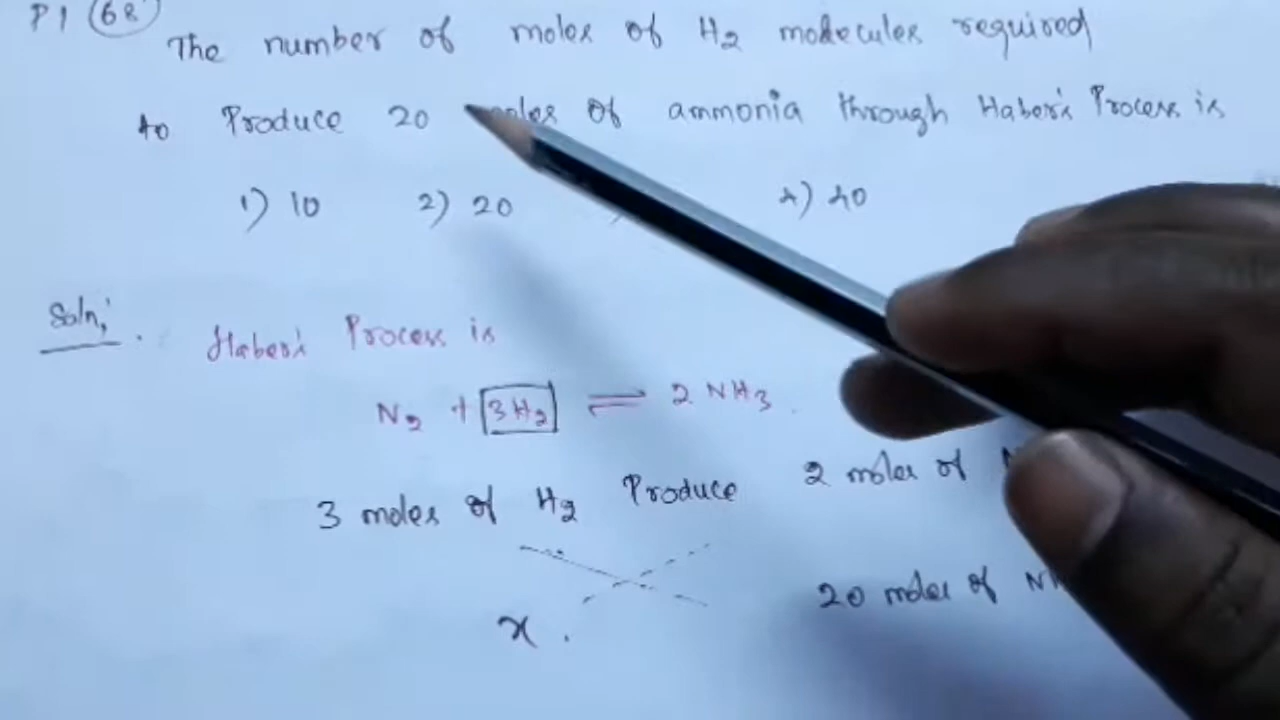 P1 (68)
The number of moles of H2 molecules required
to Produce 20 moles of ammonia through Haber's Process is
1) 10 2) 20 4) 40
Soln;
Haber's Process is
N2 + 3H2 ⇌ 2 NH3
3 moles of H2 Produce 2 moles of
x. 20 moles of